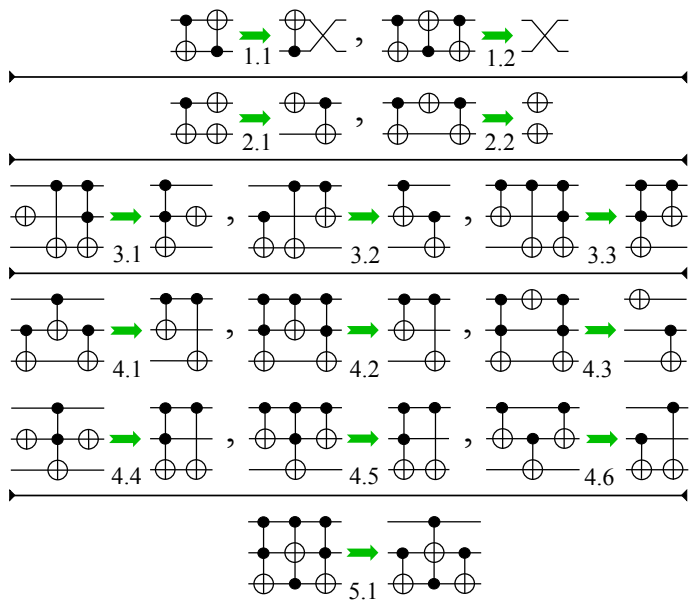 1.1 , 1.2
2.1 , 2.2
3.1 , 3.2 , 3.3
4.1 , 4.2 , 4.3
4.4 , 4.5 , 4.6
5.1